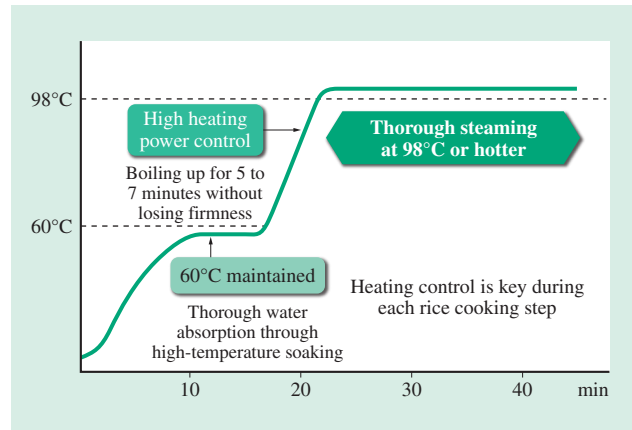 98°C
High heating
power control
Thorough steaming
at 98°C or hotter
Boiling up for 5 to
7 minutes without
losing firmness
60°C
60°C maintained
Thorough water
absorption through
high-temperature soaking
Heating control is key during
each rice cooking step
10 20 30 40 min